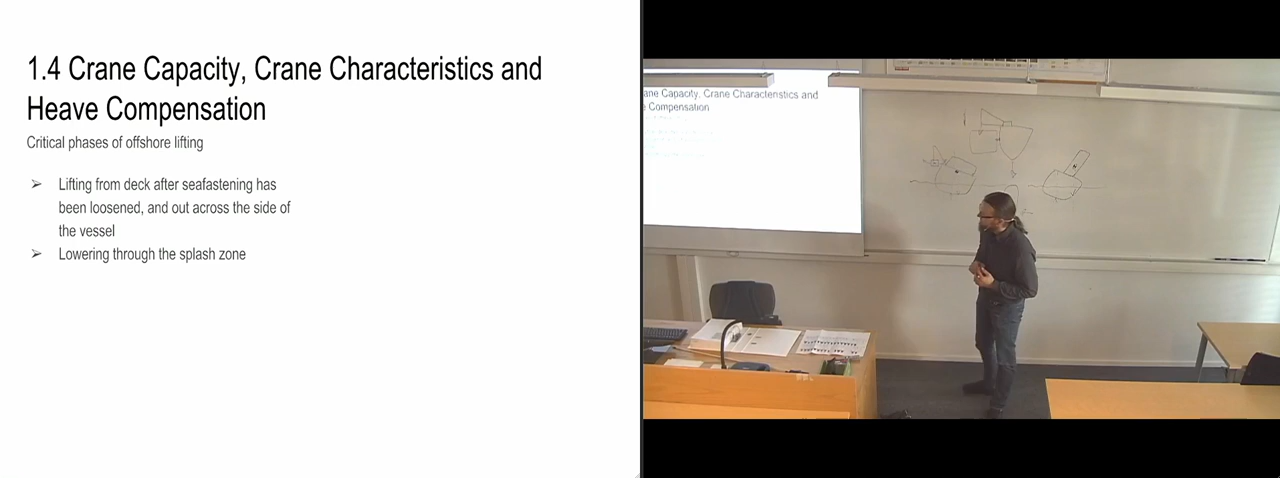 1.4 Crane Capacity, Crane Characteristics and
Heave Compensation
Critical phases of offshore lifting
➢ Lifting from deck after seafastening has
been loosened, and out across the side of
the vessel
➢ Lowering through the splash zone
ane Capacity, Crane Characteristics and
Compensation